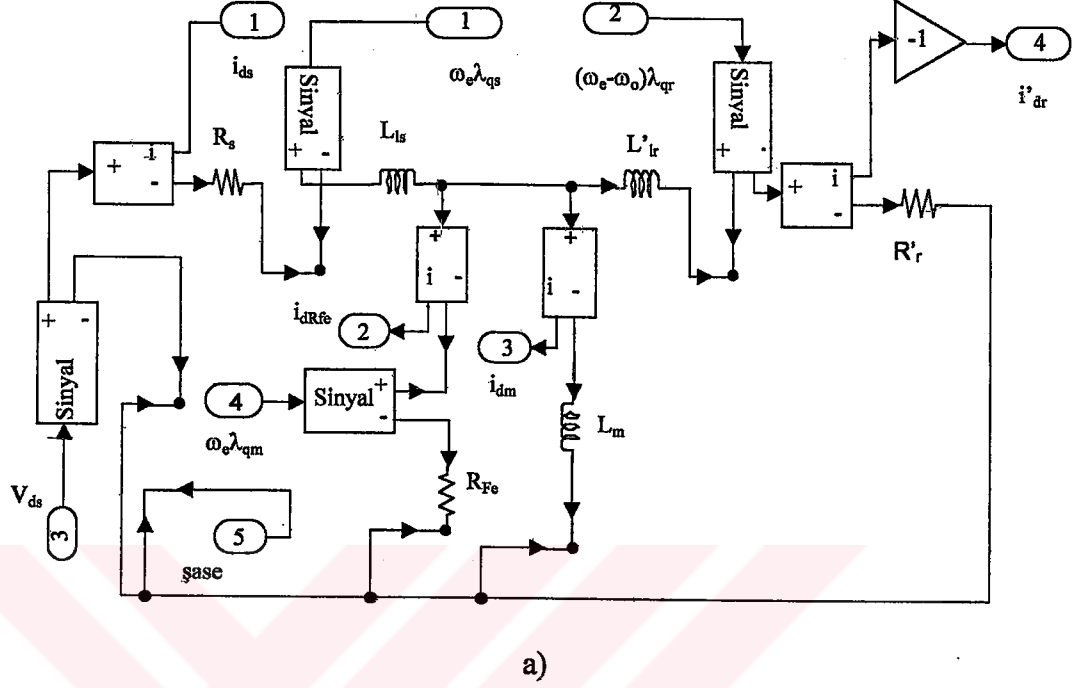 1
1
2
-1
4
i_ds
ω_eλ_qs
(ω_e-ω_o)λ_qr
i'_dr
Sinyal
+ -
Sinyal
+ -
R_s
L_ls
L'_lr
+ i -
+ i -
R'_r
+ i -
+ i -
i_dRfe
2
3
i_dm
+ -
Sinyal
4
Sinyal
+ -
ω_eλ_qm
L_m
R_Fe
V_ds
3
5
şase
a)